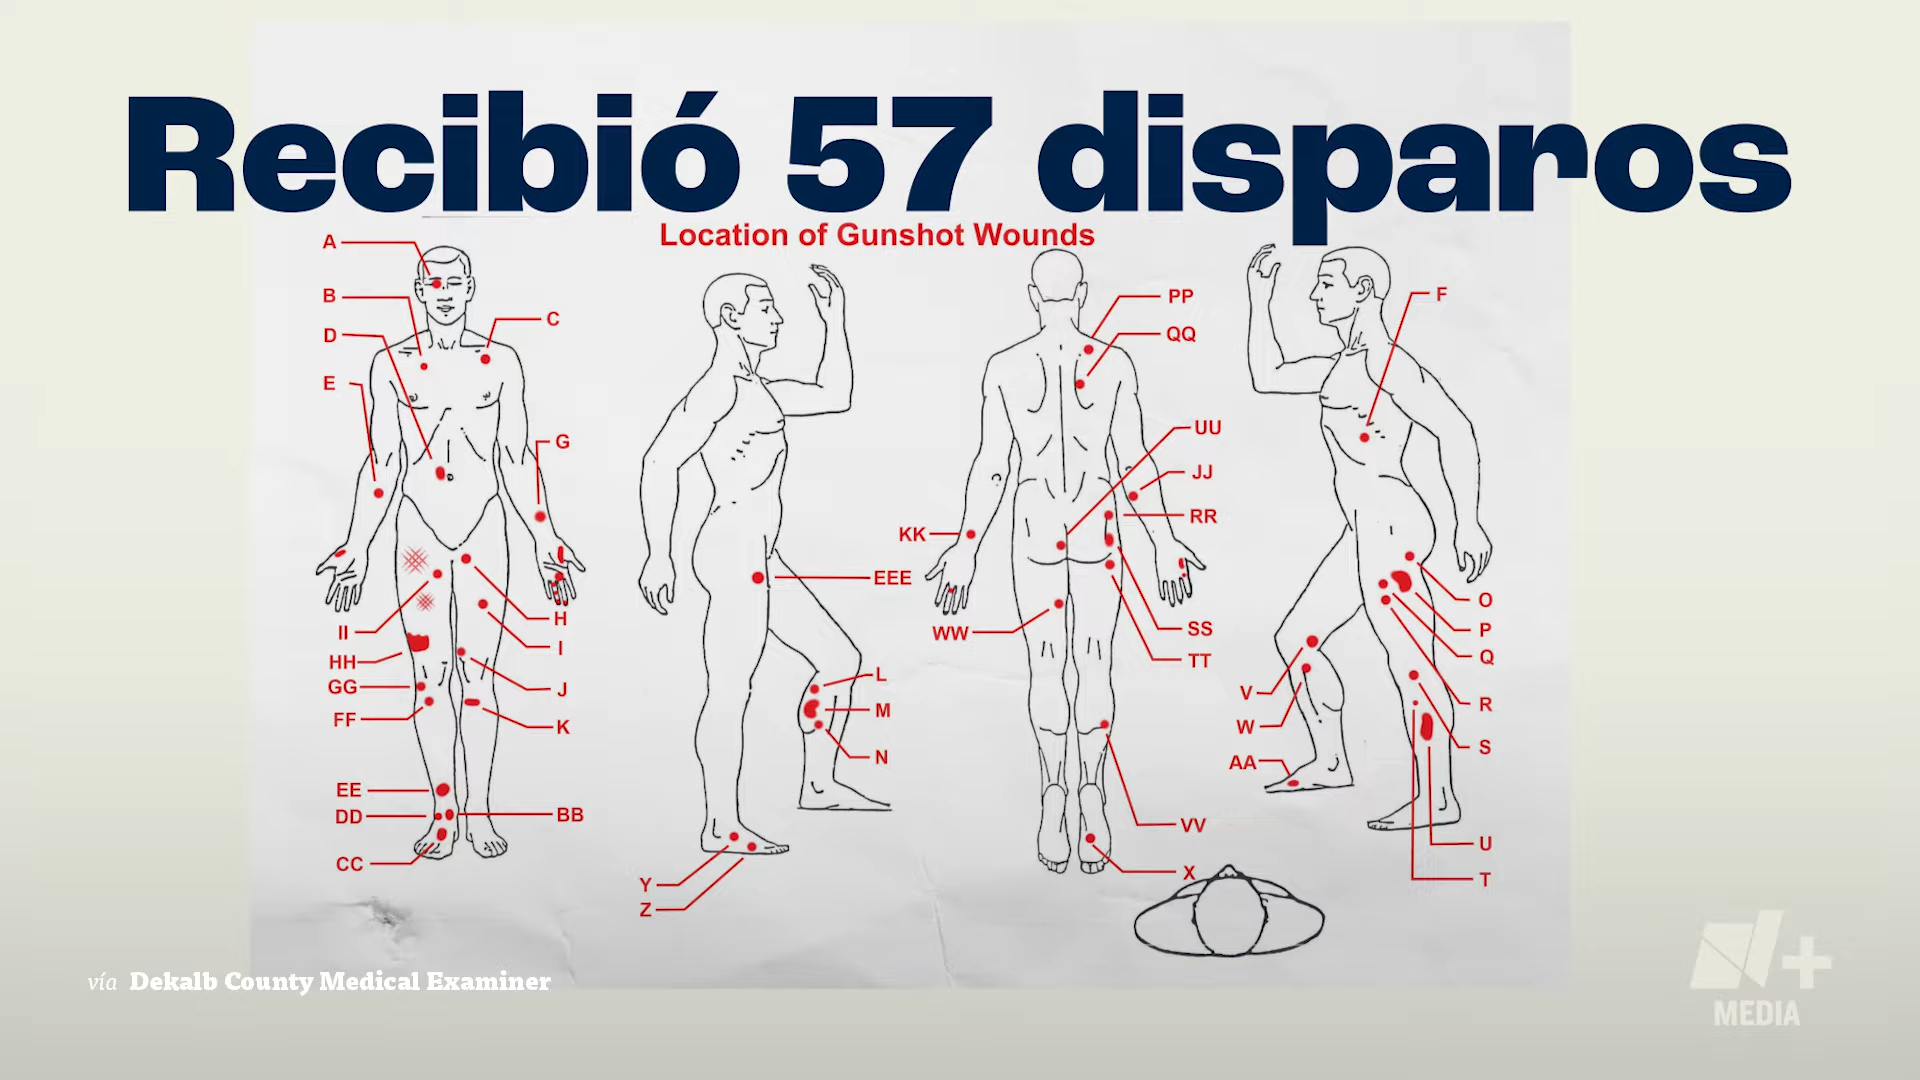 Recibió 57 disparos
Location of Gunshot Wounds
A
B
D
E
C
G
H
I
J
K
II
HH
GG
FF
EE
DD
CC
BB
EEE
L
M
N
Y
Z
PP
QQ
UU
JJ
RR
KK
WW
SS
TT
VV
X
F
O
P
Q
R
S
U
T
V
W
AA
vía Dekalb County Medical Examiner
N+
MEDIA